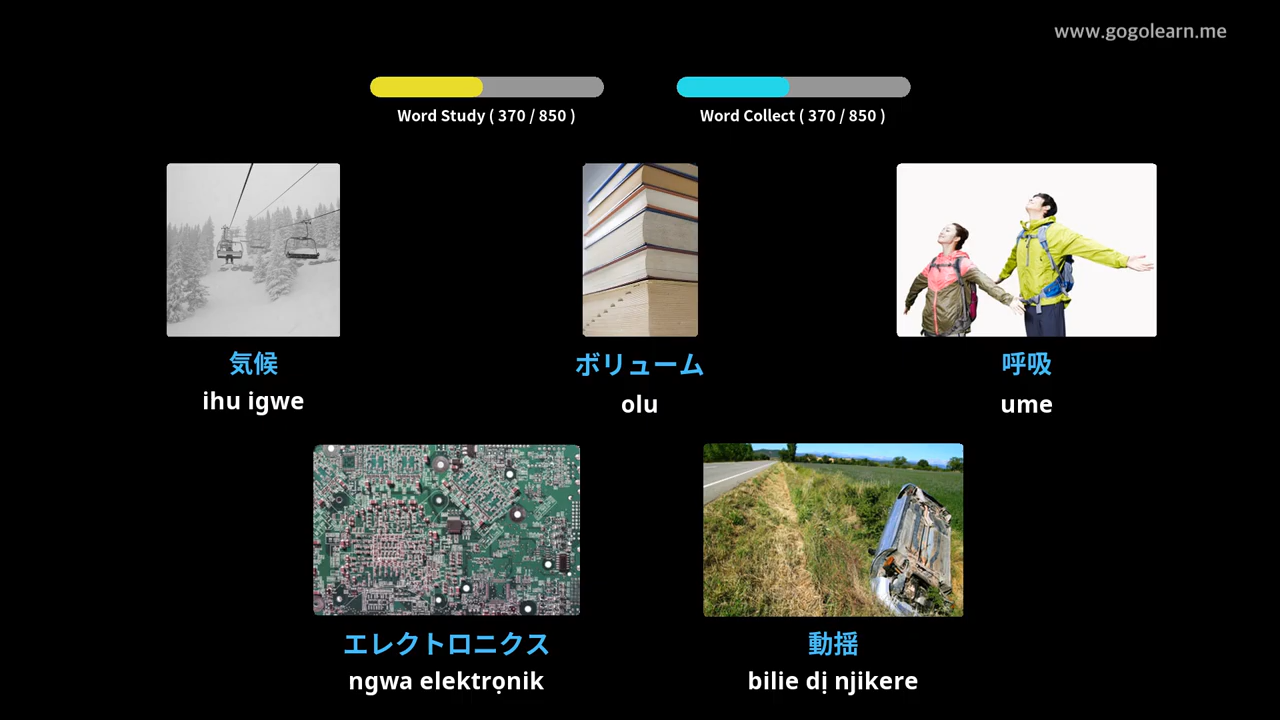 www.gogolearn.me
Word Study ( 370 / 850 )
Word Collect ( 370 / 850 )
気候
ihu igwe
ボリューム
olu
呼吸
ume
エレクトロニクス
ngwa elektrọnik
動揺
bilie dị njikere